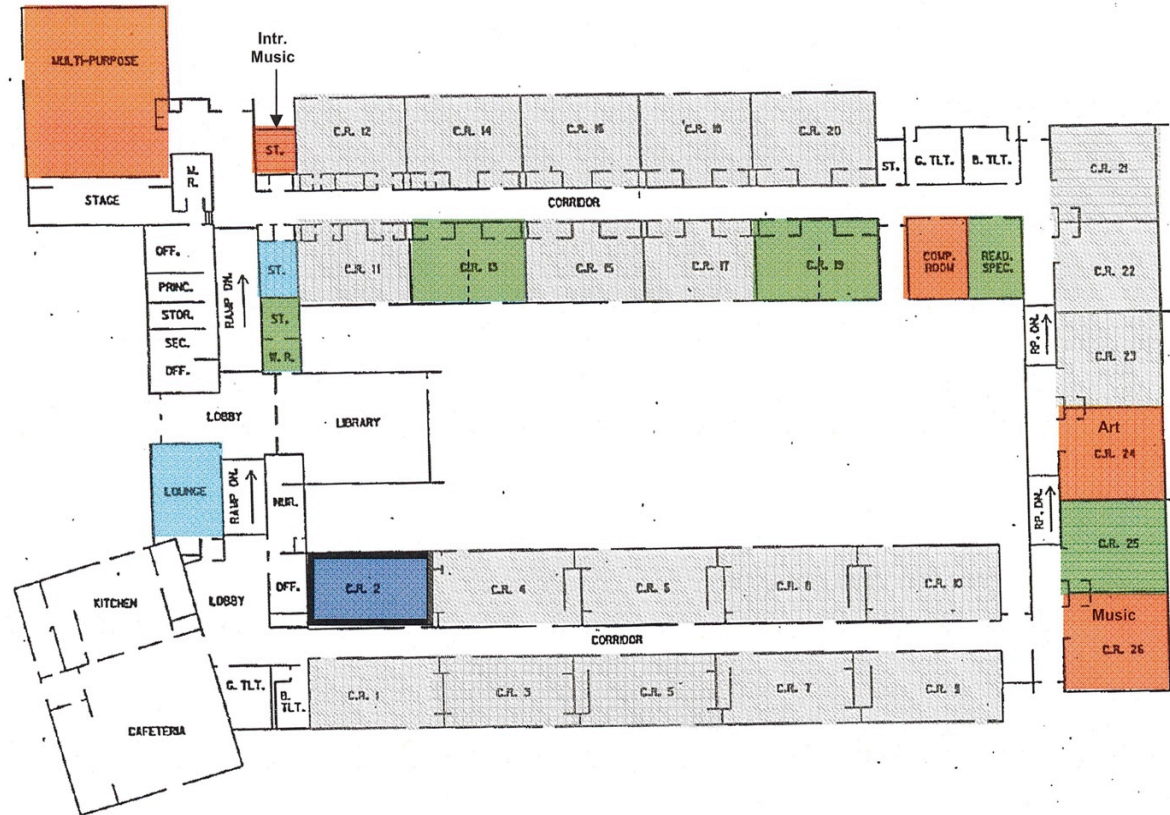 MULTI-PURPOSE
Intr.
Music
ST.
C.R. 12
C.R. 14
C.R. 16
C.R. 18
C.R. 20
ST.
G. TLT.
B. TLT.
C.R. 21
STAGE
CORRIDOR
OFF.
PRINC.
STOR.
SEC.
OFF.
RAMP DN.
ST.
ST.
W.R.
C.R. 11
C.R. 13
C.R. 15
C.R. 17
C.R. 19
COMP.
ROOM
READ.
SPEC.
C.R. 22
RP. DN.
C.R. 23
LOBBY
LIBRARY
Art
C.R. 24
LOUNGE
RAMP DN.
NUR.
RP. DN.
C.R. 25
KITCHEN
LOBBY
OFF.
C.R. 2
C.R. 4
C.R. 8
C.R. 10
Music
C.R. 26
CORRIDOR
CAFETERIA
G. TLT.
B.
TLT.
C.R. 1
C.R. 3
C.R. 5
C.R. 7
C.R. 9